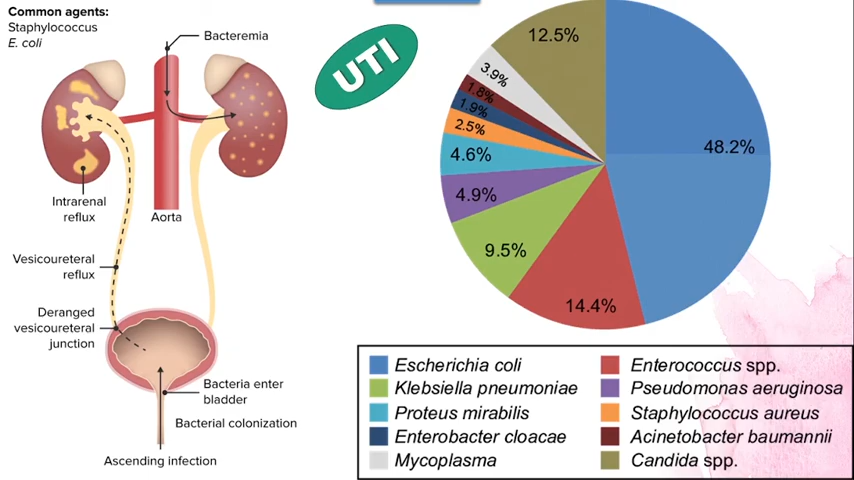 Common agents:
Staphylococcus
E. coli
Bacteremia
Intrarenal
reflux
Aorta
Vesicoureteral
reflux
Deranged
vesicoureteral
junction
Bacteria enter
bladder
Bacterial colonization
Ascending infection
UTI
48.2%
14.4%
9.5%
4.9%
4.6%
2.5%
1.9%
1.8%
3.9%
12.5%
Escherichia coli
Enterococcus spp.
Klebsiella pneumoniae
Pseudomonas aeruginosa
Proteus mirabilis
Staphylococcus aureus
Enterobacter cloacae
Acinetobacter baumannii
Mycoplasma
Candida spp.